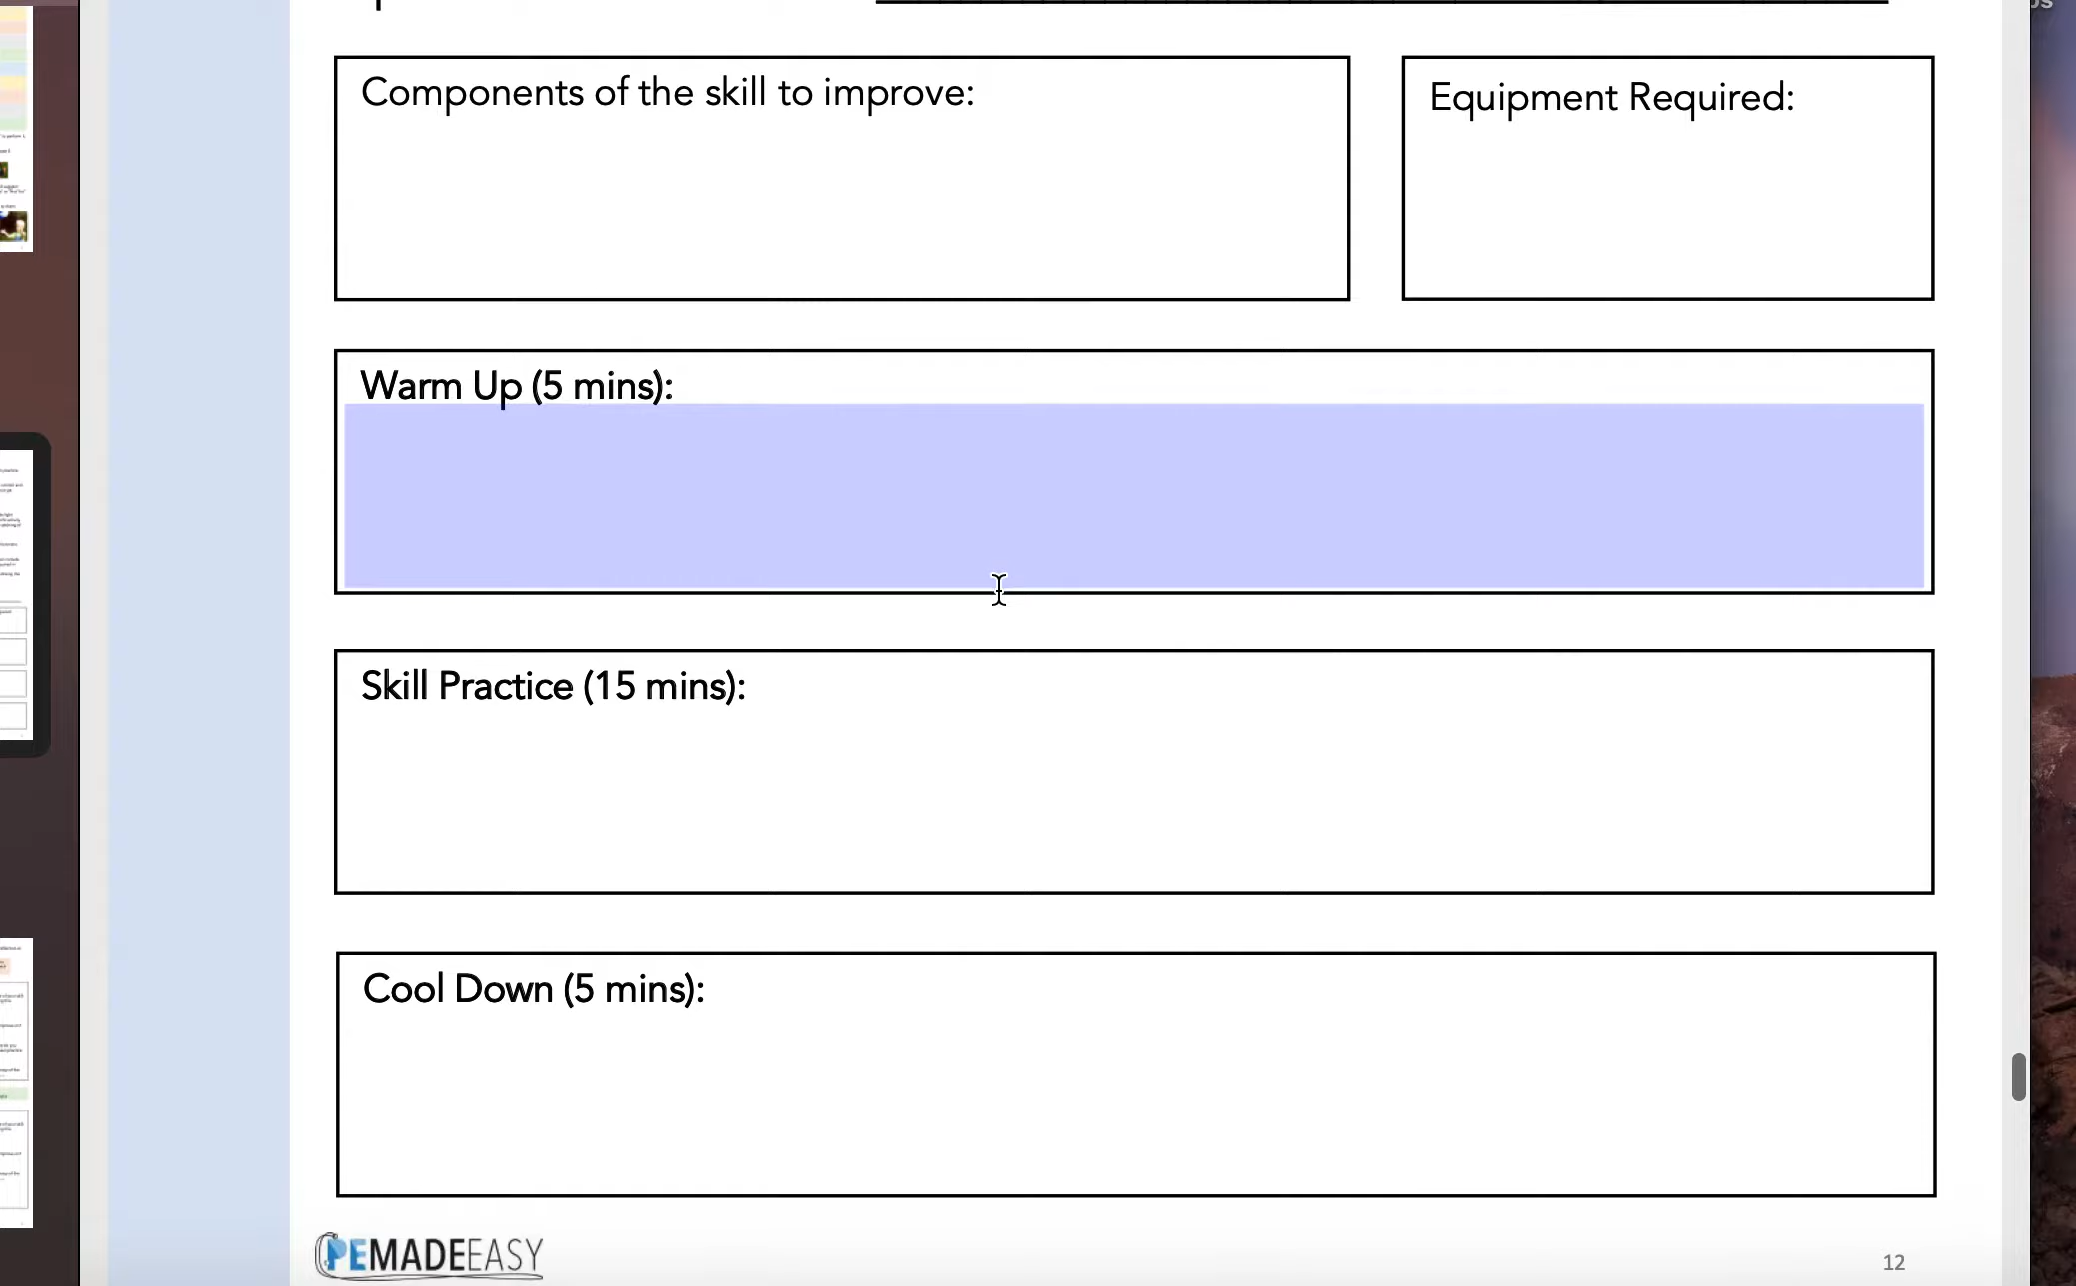 Components of the skill to improve:
Equipment Required:
Warm Up (5 mins):
Skill Practice (15 mins):
Cool Down (5 mins):
PEMADEEASY
12